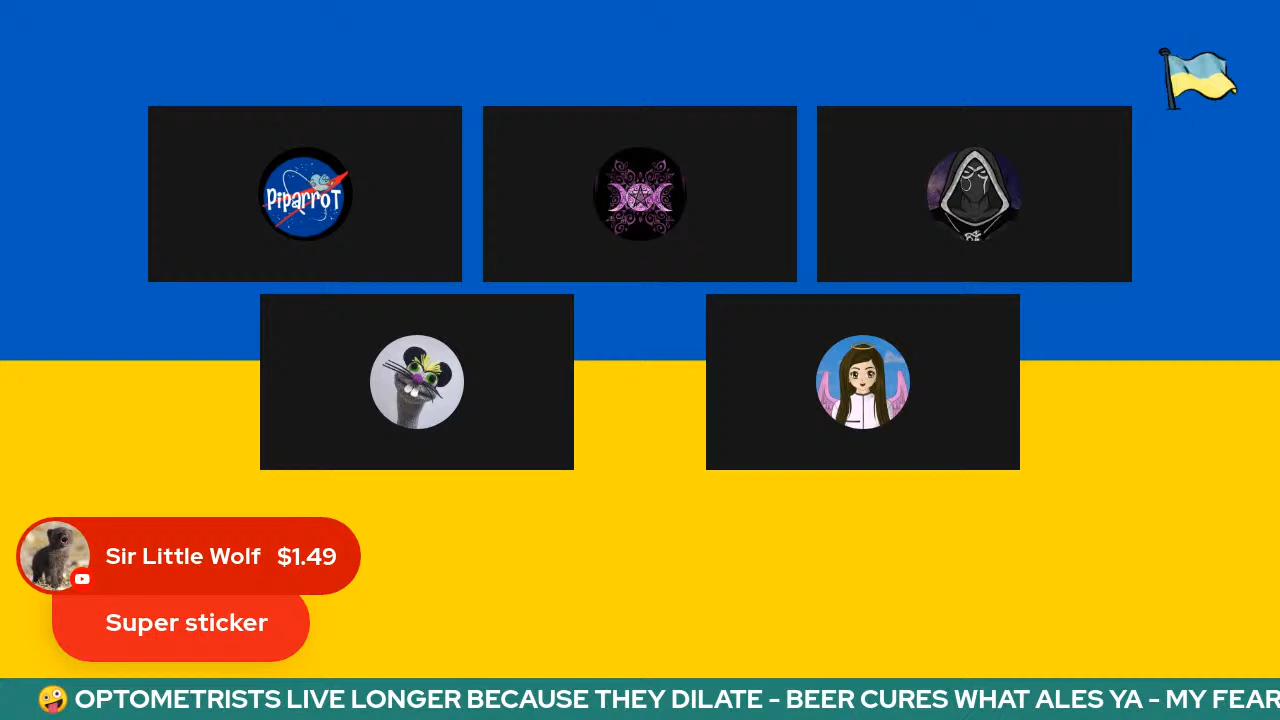 PiparroT
Sir Little Wolf $1.49
Super sticker
🤪 OPTOMETRISTS LIVE LONGER BECAUSE THEY DILATE - BEER CURES WHAT ALES YA - MY FEAR